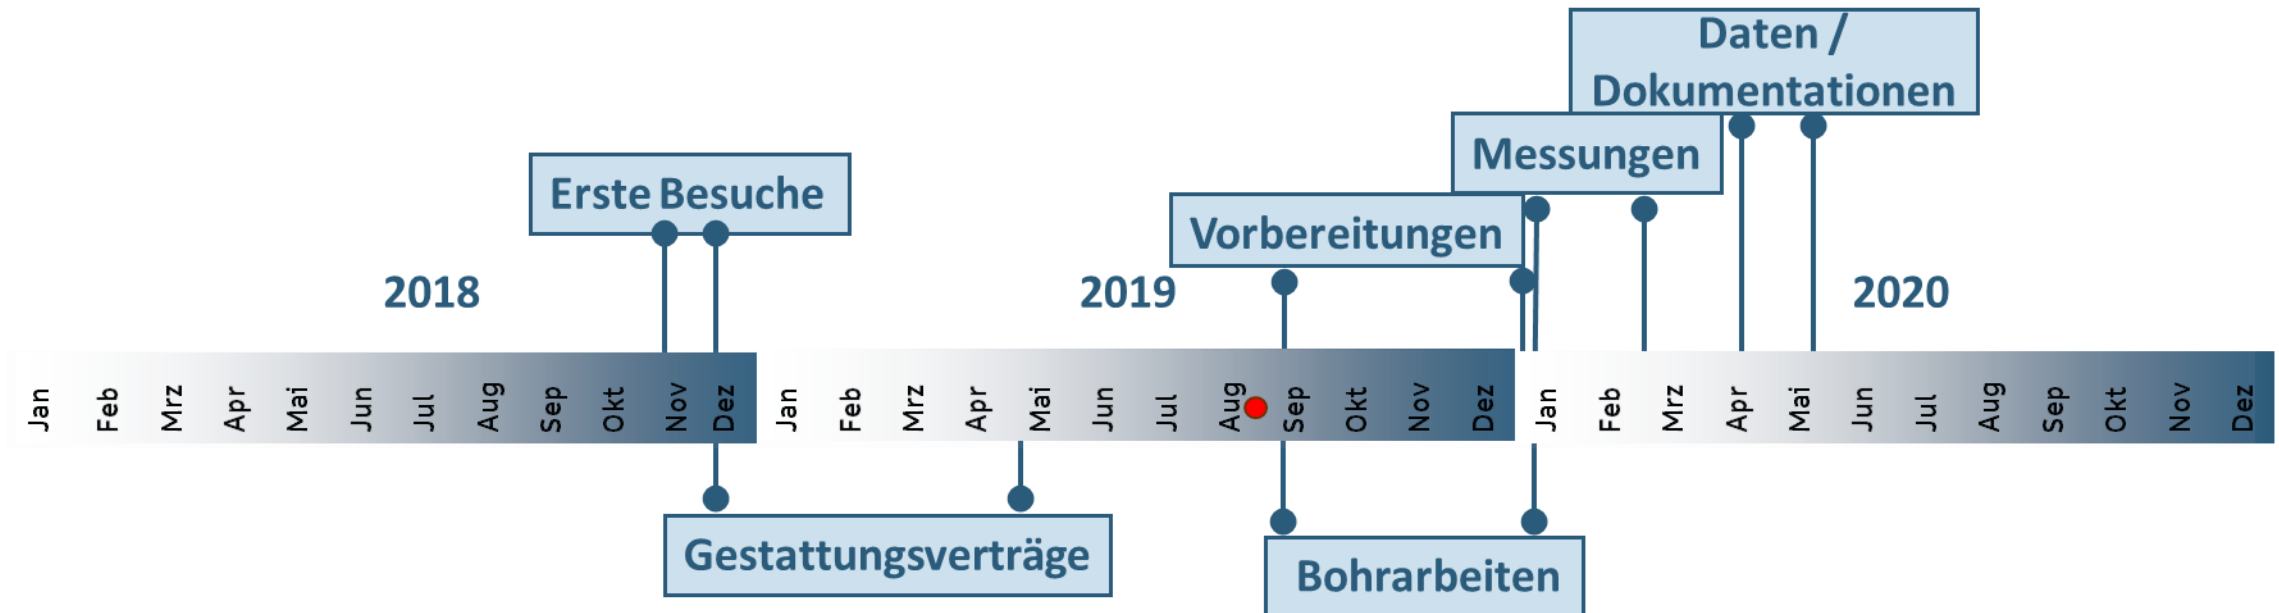 Daten /
Dokumentationen
Messungen
Erste Besuche
Vorbereitungen
2018
2019
2020
Jan Feb Mrz Apr Mai Jun Jul Aug Sep Okt Nov Dez Jan Feb Mrz Apr Mai Jun Jul Aug Sep Okt Nov Dez Jan Feb Mrz Apr Mai Jun Jul Aug Sep Okt Nov Dez
Gestattungsverträge
Bohrarbeiten